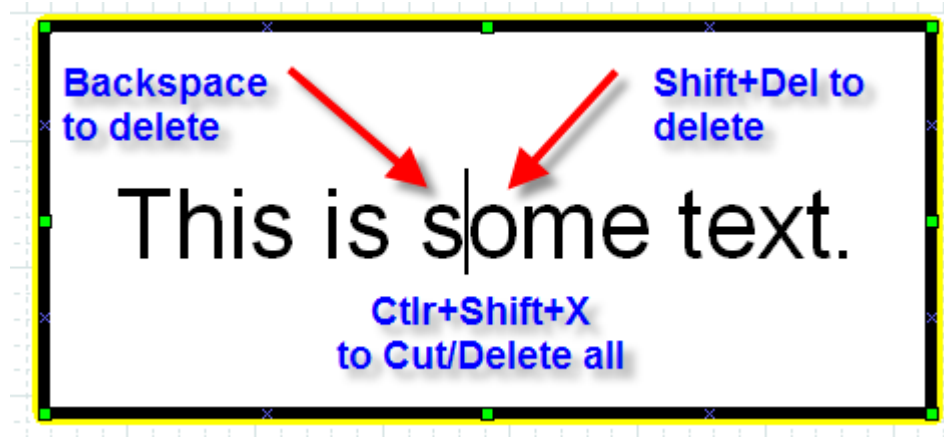 Backspace
to delete
Shift+Del to
delete
This is some text.
Ctlr+Shift+X
to Cut/Delete all